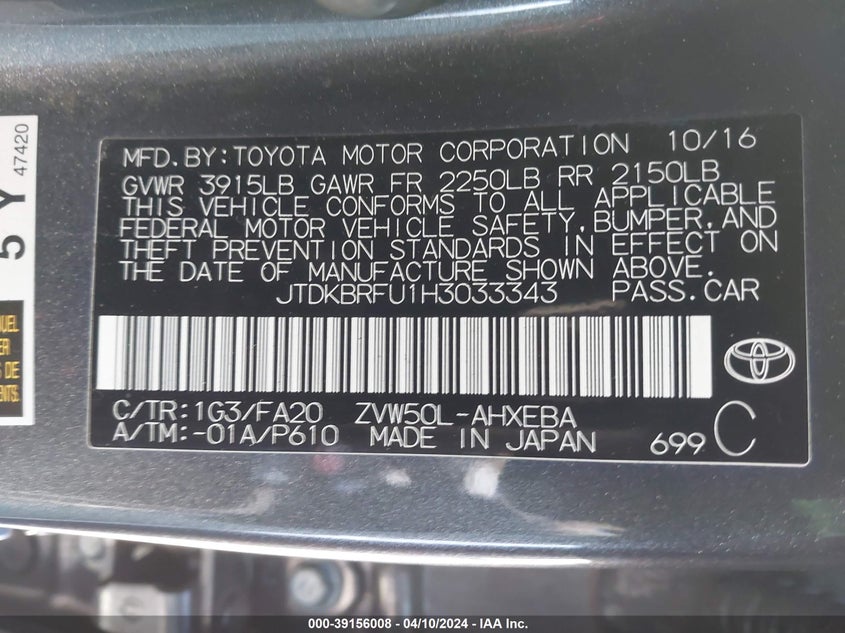 MFD.BY:TOYOTA MOTOR CORPORATION 10/16
GVWR 3915LB GAWR FR 2250LB RR 2150LB
THIS VEHICLE CONFORMS TO ALL APPLICABLE
FEDERAL MOTOR VEHICLE SAFETY,BUMPER,AND
THEFT PREVENTION STANDARDS IN EFFECT ON
THE DATE OF MANUFACTURE SHOWN ABOVE.
JTDKBRFU1H3033343 PASS.CAR
C/TR:1G3/FA20 ZVW50L-AHXEBA
A/TM:-01A/P610 MADE IN JAPAN 699 C
5 Y
47420
DE
000-39156008 - 04/10/2024 - IAA Inc.